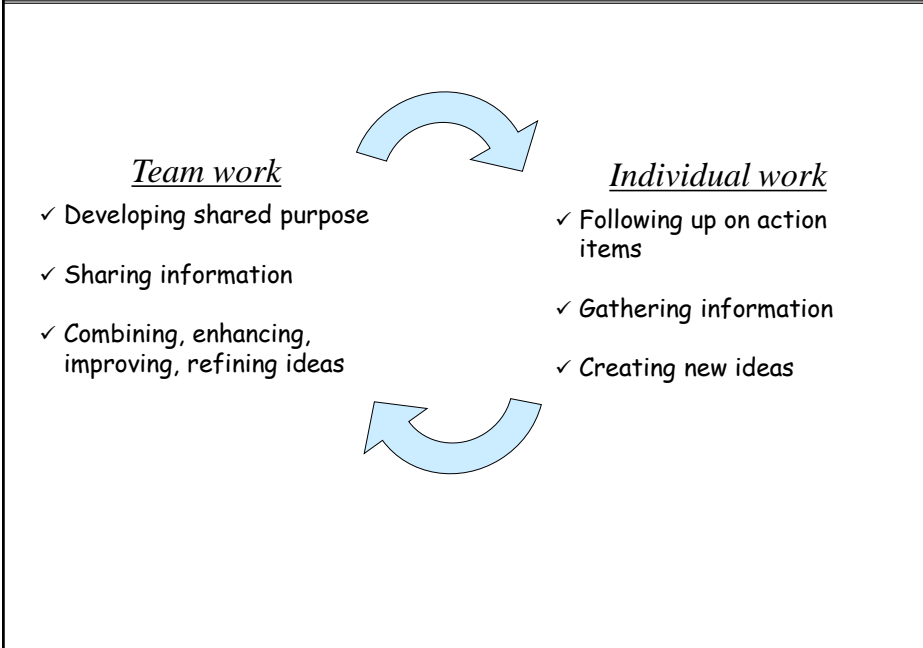 Team work
✓ Developing shared purpose
✓ Sharing information
✓ Combining, enhancing,
improving, refining ideas
Individual work
✓ Following up on action
items
✓ Gathering information
✓ Creating new ideas